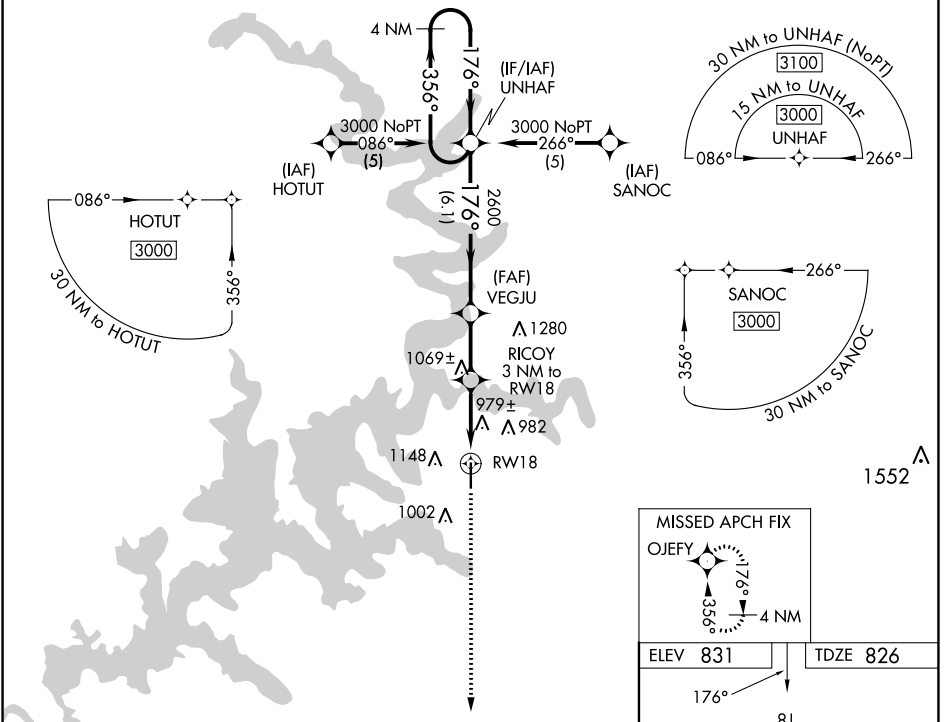 4 NM
356°
176°
(IF/IAF)
UNHAF
3000 NoPT
086°
(5)
(IAF)
HOTUT
3000 NoPT
266°
(5)
(IAF)
SANOC
30 NM to UNHAF (NoPT)
3100
15 NM to UNHAF
3000
UNHAF
086°
266°
086°
HOTUT
3000
356°
30 NM to HOTUT
2600
176°
(6.1)
(FAF)
VEGJU
1280
1069±
RICOY
3 NM to
RW18
979±
982
1148
RW18
1002
266°
SANOC
3000
356°
30 NM to SANOC
1552
MISSED APCH FIX
OJEFY
176°
356°
4 NM
ELEV 831
TDZE 826
176°